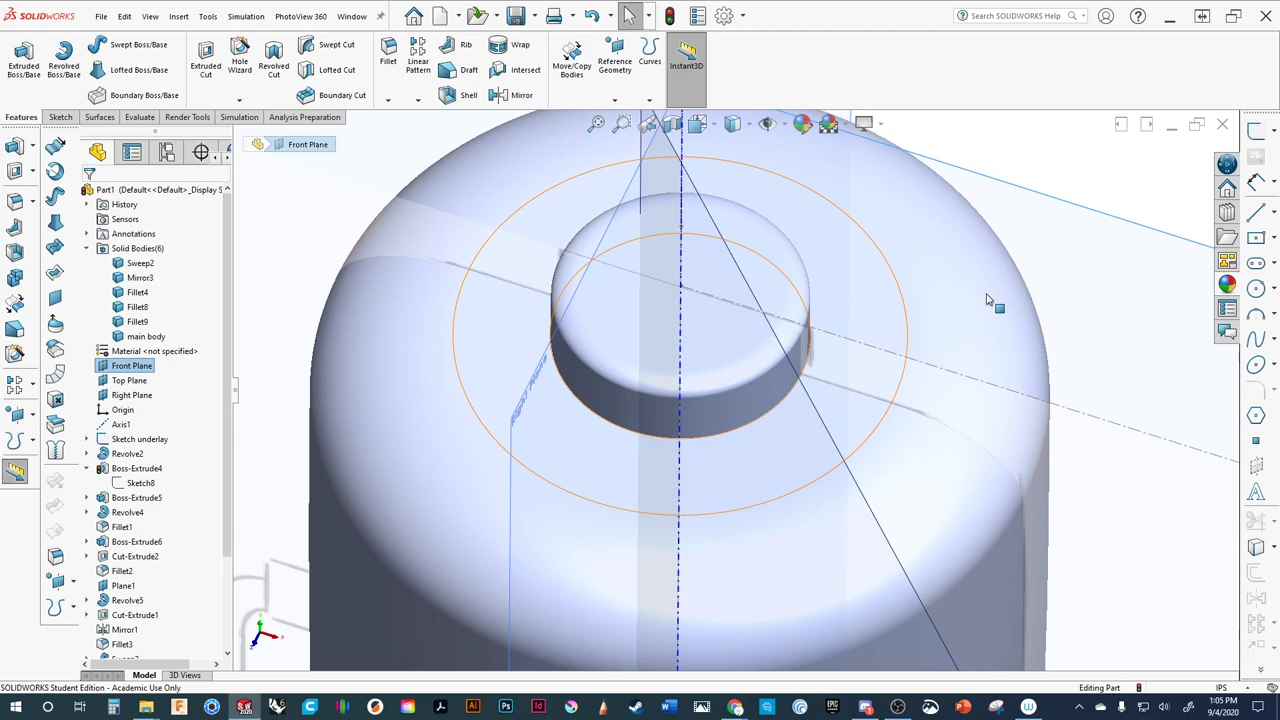 SOLIDWORKS File Edit View Insert Tools Simulation PhotoView 360 Window Search SOLIDWORKS Help
Extruded Boss/Base
Revolved Boss/Base
Swept Boss/Base
Lofted Boss/Base
Boundary Boss/Base
Extruded Cut
Hole Wizard
Revolved Cut
Swept Cut
Lofted Cut
Boundary Cut
Fillet
Linear Pattern
Rib
Draft
Shell
Wrap
Intersect
Mirror
Move/Copy Bodies
Reference Geometry
Curves
Instant3D
Features Sketch Surfaces Evaluate Render Tools Simulation Analysis Preparation
Front Plane
Part1 (Default<<Default>_Display S
History
Sensors
Annotations
Solid Bodies(6)
Sweep2
Mirror3
Fillet4
Fillet8
Fillet9
main body
Material <not specified>
Front Plane
Top Plane
Right Plane
Origin
Axis1
Sketch underlay
Revolve2
Boss-Extrude4
Sketch8
Boss-Extrude5
Revolve4
Fillet1
Boss-Extrude6
Cut-Extrude2
Fillet2
Plane1
Revolve5
Cut-Extrude1
Mirror1
Fillet3
Model 3D Views
SOLIDWORKS Student Edition - Academic Use Only Editing Part IPS
1:05 PM
9/4/2020